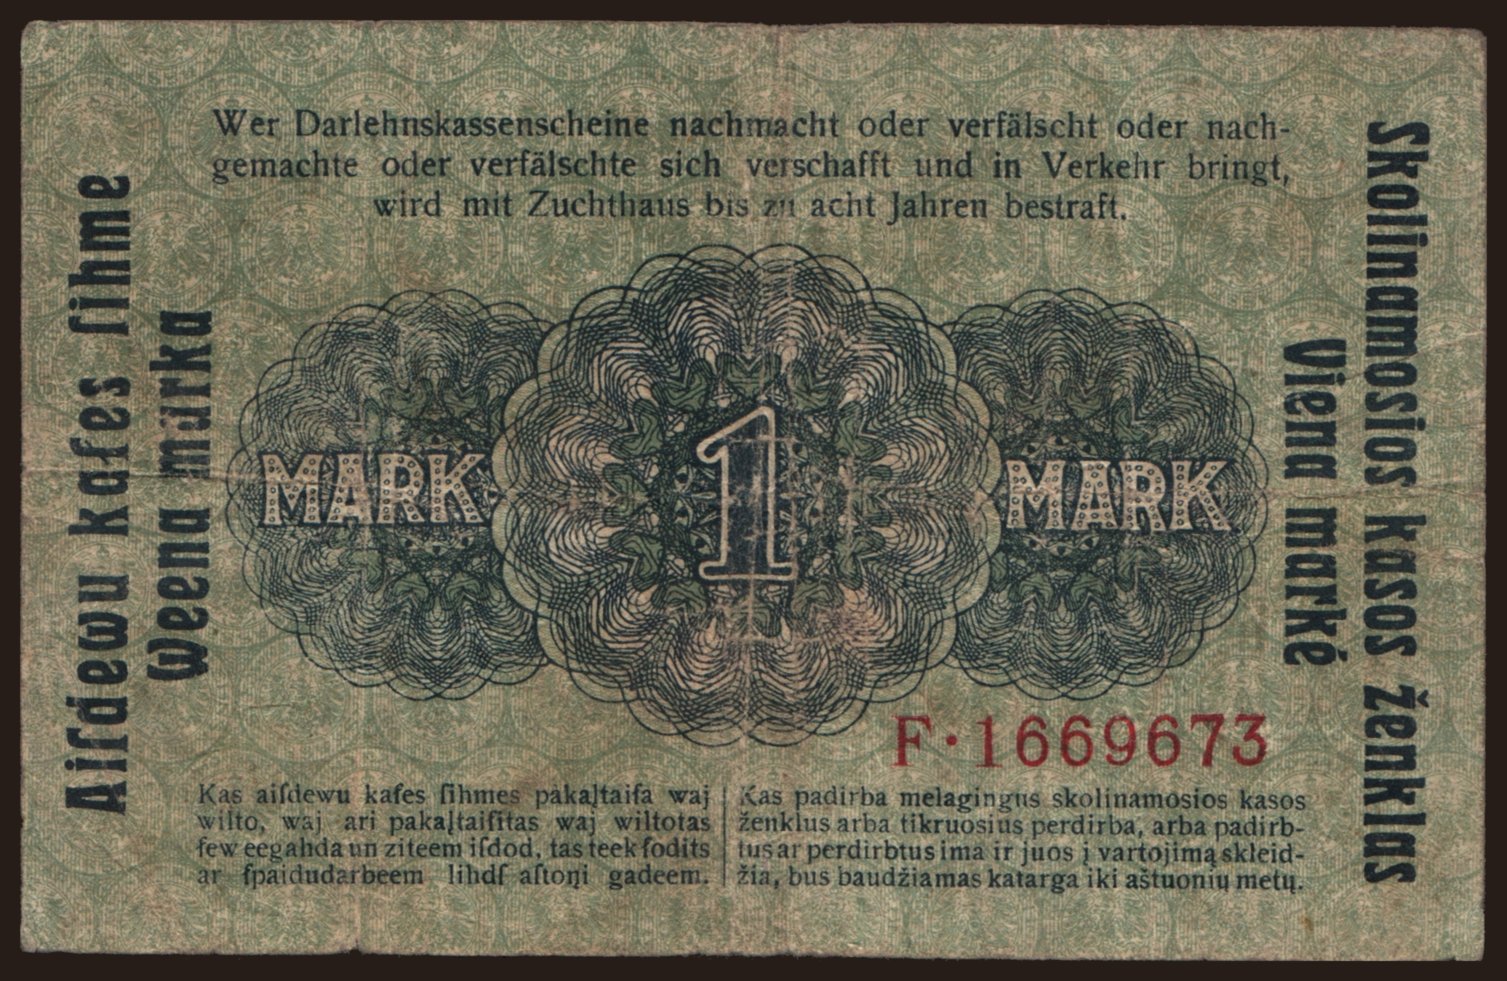 Wer Darlehnskassenscheine nachmacht oder verfälscht oder nach-
gemachte oder verfälschte sich verschafft und in Verkehr bringt,
wird mit Zuchthaus bis zu acht Jahren bestraft.
Aiſdewu kaſes ſihme
Weena marka
MARK
1
MARK
Skolinamosios kasos ženklas
Viena markė
F·1669673
Kas aiſdewu kaſes ſihmes pakaļtaiſa waj
wilto, waj ari pakaļtaiſitas waj wiltotas
ſew eegahda un ziteem iſdod, tas teek ſodits
ar ſpaidu darbeem lihdſ aſtoņi gadeem.
Kas padirba melagingus skolinamosios kasos
ženklus arba tikruosius perdirba, arba padirb-
tus ar perdirbtus ima ir juos į vartojimą skleid-
žia, bus baudžiamas katarga iki aštuonių metų.